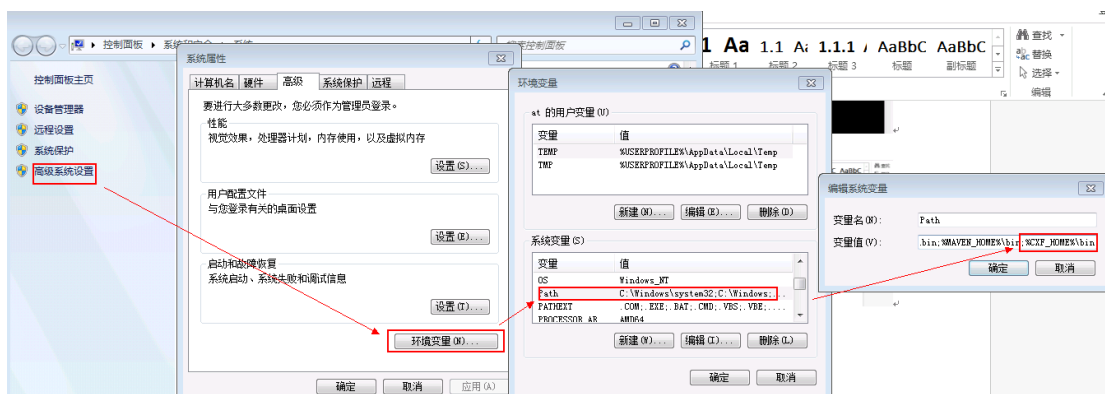 控制面板
搜索控制面板
控制面板主页
设备管理器
远程设置
系统保护
高级系统设置
系统属性
计算机名 硬件 高级 系统保护 远程
要进行大多数更改，您必须作为管理员登录。
性能
视觉效果，处理器计划，内存使用，以及虚拟内存
设置(S)...
用户配置文件
与您登录有关的桌面设置
设置(E)...
启动和故障恢复
系统启动、系统失败和调试信息
设置(T)...
环境变量(N)...
确定 取消 应用(A)
环境变量
at 的用户变量(U)
变量 值
TEMP %USERPROFILE%\AppData\Local\Temp
TMP %USERPROFILE%\AppData\Local\Temp
新建(N)... 编辑(E)... 删除(D)
系统变量(S)
变量 值
OS Windows_NT
Path C:\Windows\system32;C:\Windows;...
PATHEXT .COM;.EXE;.BAT;.CMD;.VBS;.VBE;....
PROCESSOR_AR AMD64
新建(W)... 编辑(I)... 删除(L)
确定 取消
1 Aa 1.1 Aa 1.1.1 / AaBbC AaBbC
标题 1 标题 2 标题 3 标题 副标题
查找
替换
选择
编辑
编辑系统变量
变量名(N): Path
变量值(V): .bin;%MAVEN_HOME%\bin;%CXF_HOME%\bin
确定 取消